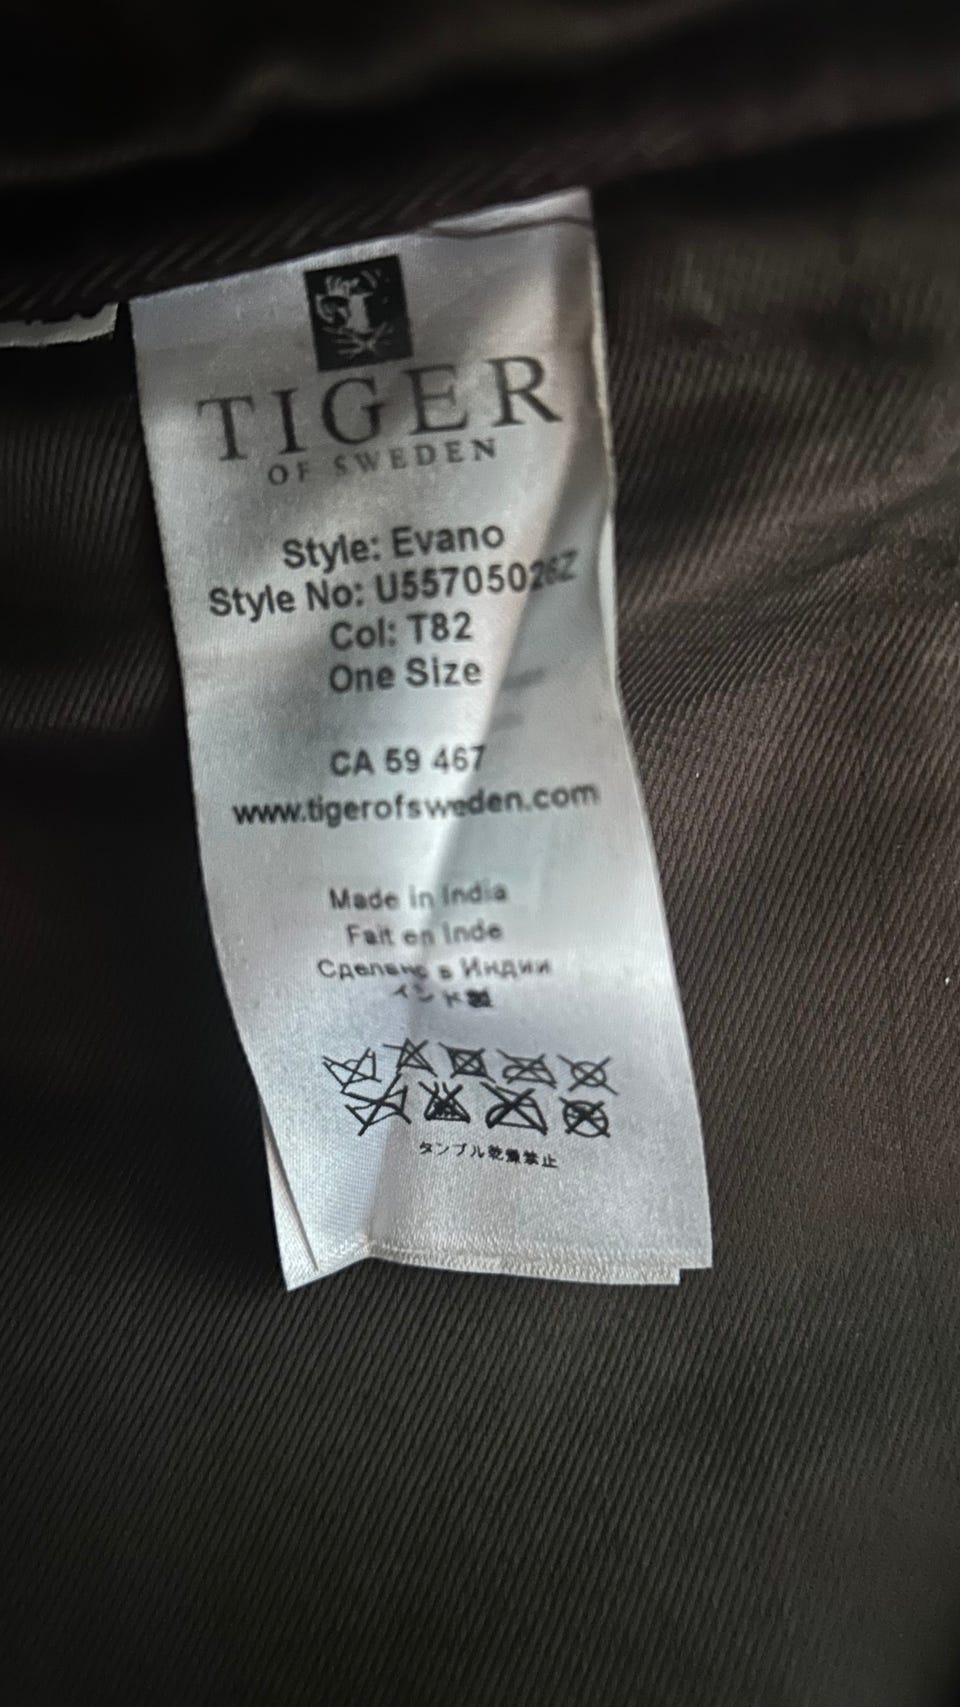 TIGER
OF SWEDEN
Style: Evano
Style No: U55705026Z
Col: T82
One Size
CA 59 467
www.tigerofsweden.com
Made in India
Fait en Inde
Сделано в Индии
インド製
タンブル乾燥禁止